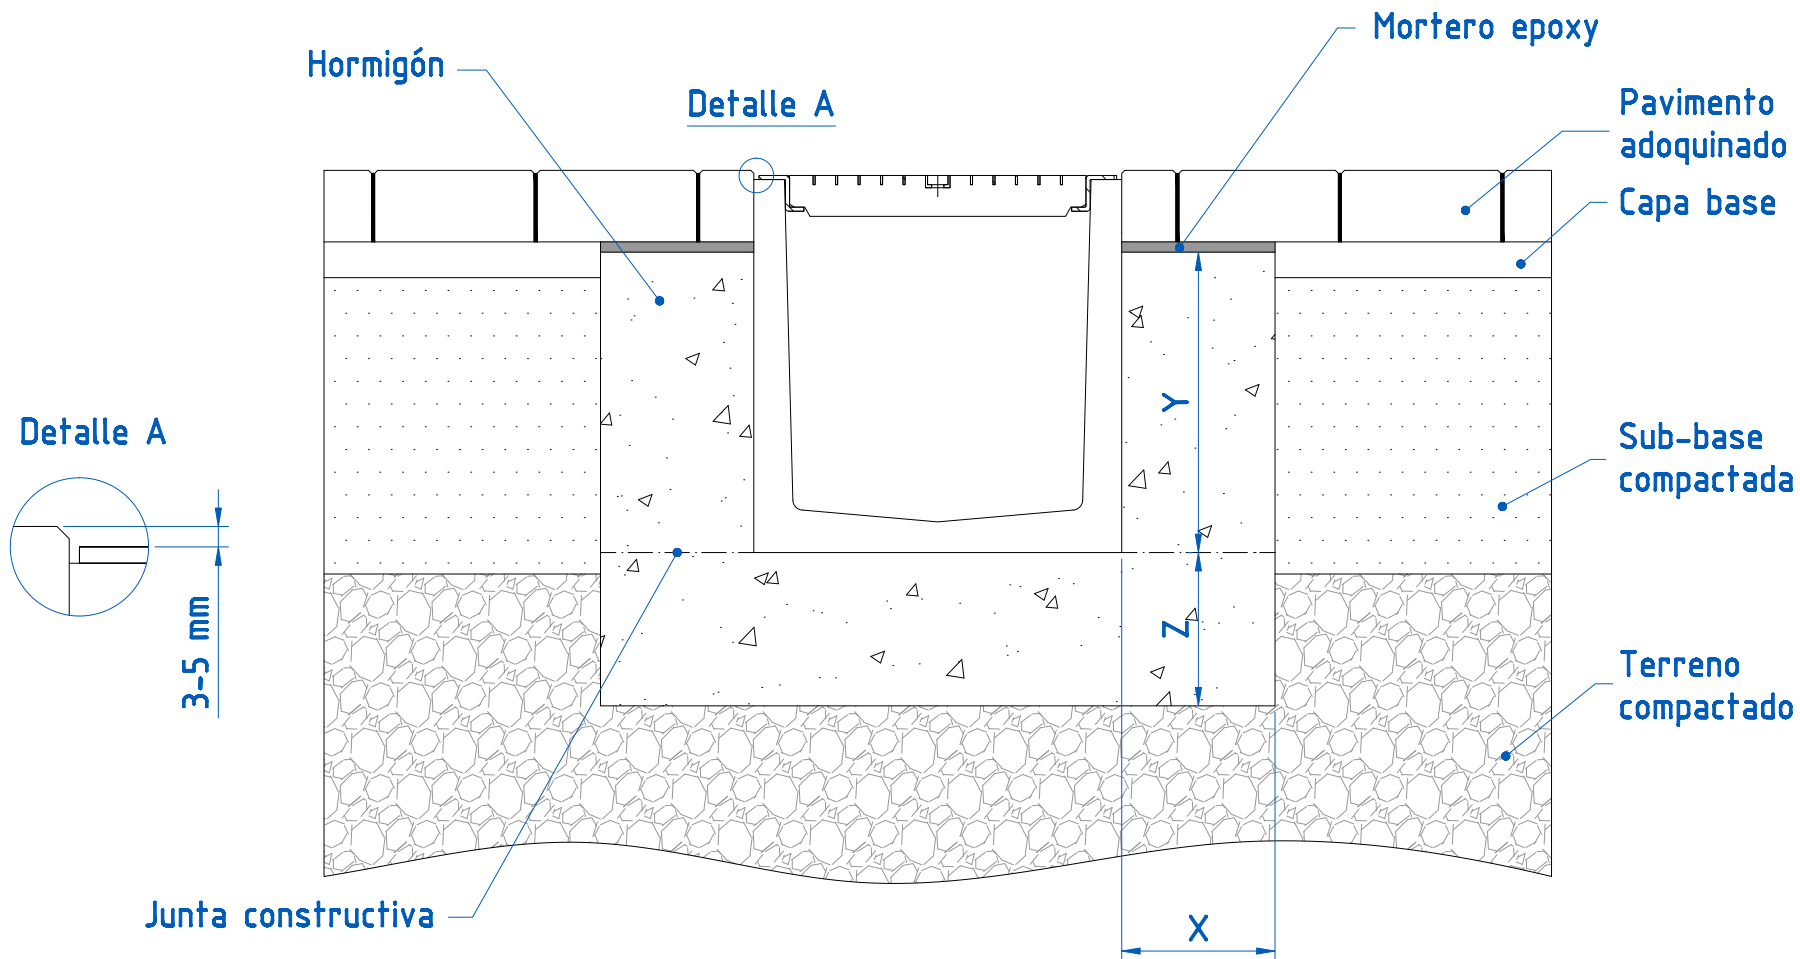 Mortero epoxy
Hormigón
Detalle A
Pavimento
adoquinado
Capa base
Y
Detalle A
Sub-base
compactada
3-5 mm
Z
Terreno
compactado
Junta constructiva
X